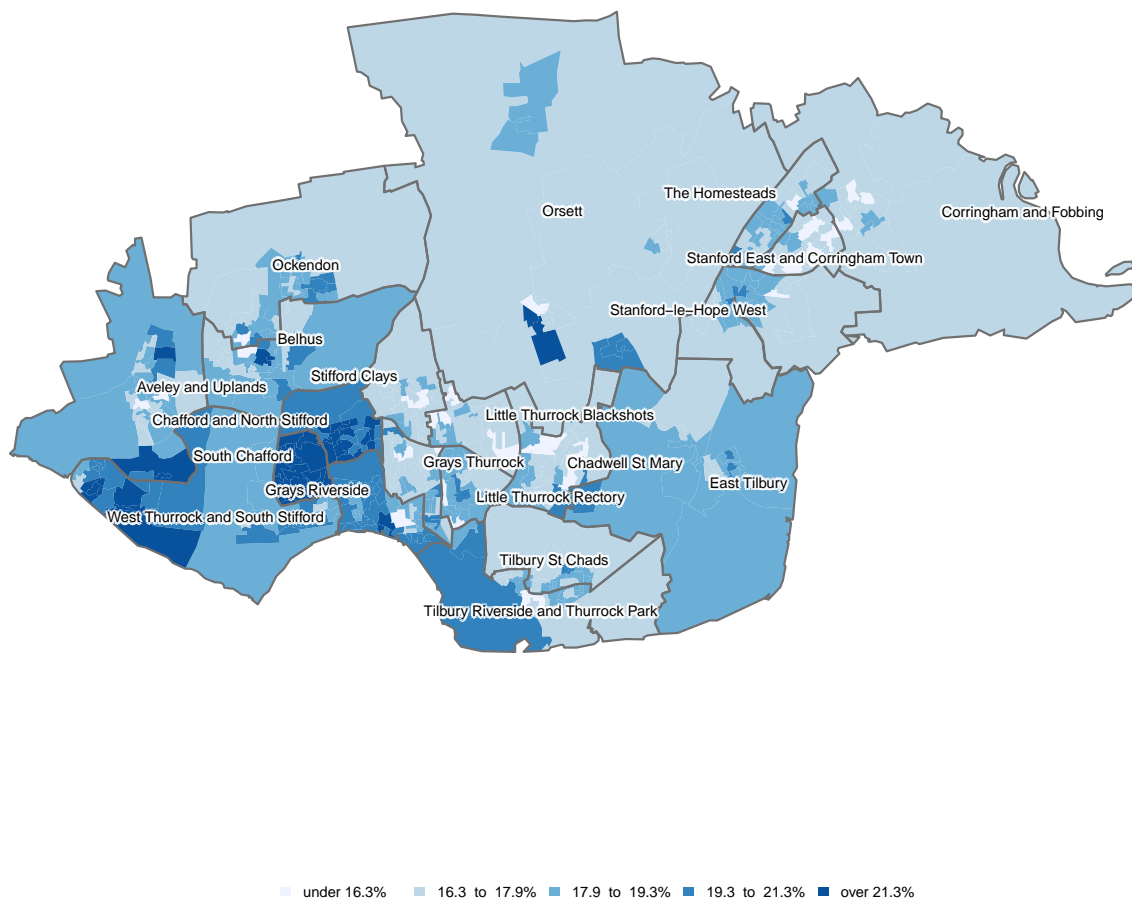 The Homesteads
Orsett
Corringham and Fobbing
Stanford East and Corringham Town
Ockendon
Stanford−le−Hope West
Belhus
Stifford Clays
Aveley and Uplands
Little Thurrock Blackshots
Chafford and North Stifford
South Chafford
Grays Thurrock
Chadwell St Mary
East Tilbury
Grays Riverside
Little Thurrock Rectory
West Thurrock and South Stifford
Tilbury St Chads
Tilbury Riverside and Thurrock Park
under 16.3% 16.3 to 17.9% 17.9 to 19.3% 19.3 to 21.3% over 21.3%